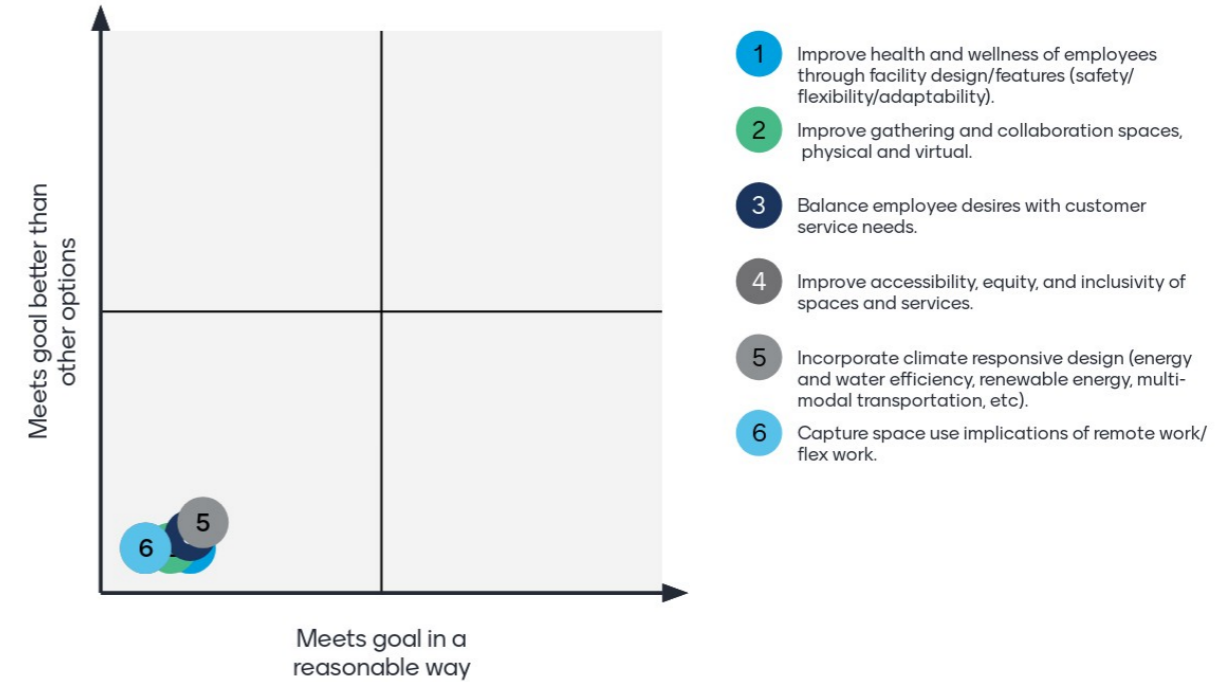 Meets goal better than
other options
6
5
Meets goal in a
reasonable way
1
Improve health and wellness of employees
through facility design/features (safety/
flexibility/adaptability).
2
Improve gathering and collaboration spaces,
physical and virtual.
3
Balance employee desires with customer
service needs.
4
Improve accessibility, equity, and inclusivity of
spaces and services.
5
Incorporate climate responsive design (energy
and water efficiency, renewable energy, multi-
modal transportation, etc).
6
Capture space use implications of remote work/
flex work.